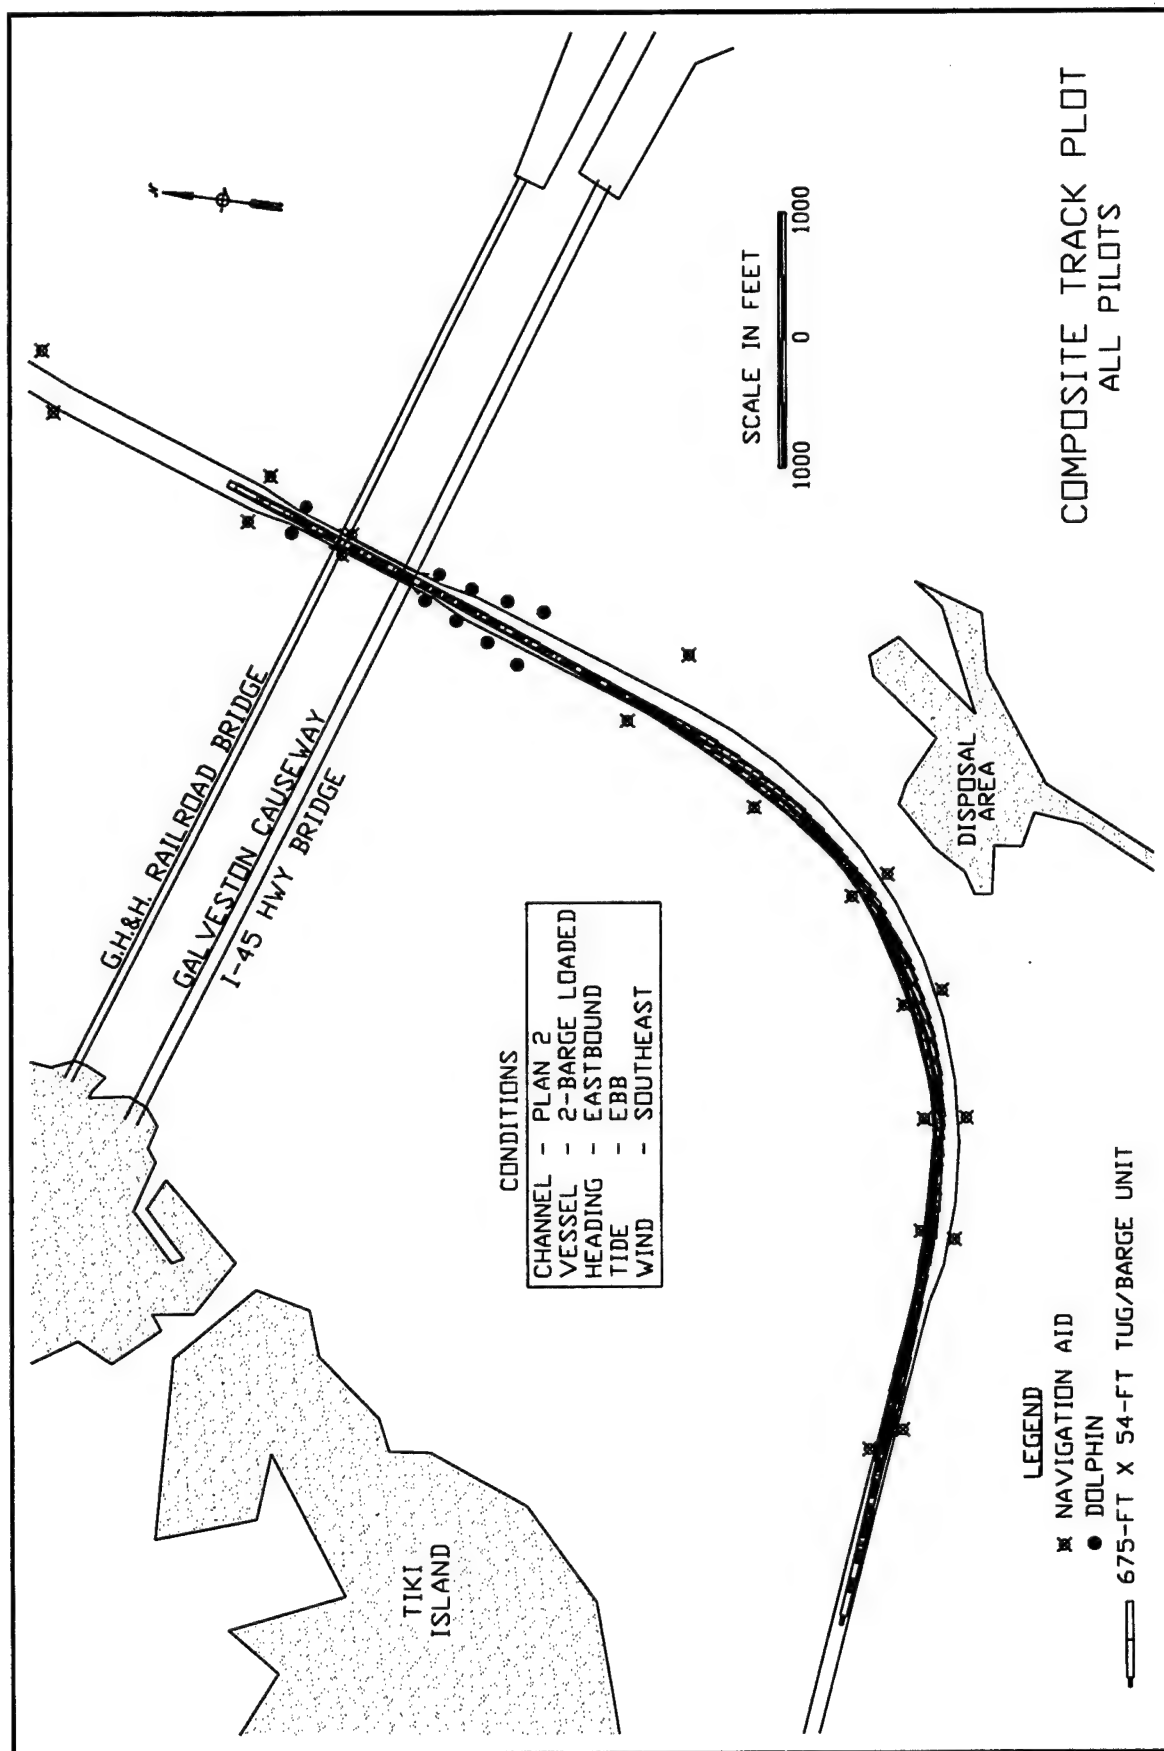 G.H.&H. RAILROAD BRIDGE
GALVESTON CAUSEWAY
I-45 HWY BRIDGE
N
TIKI
ISLAND
CONDITIONS
CHANNEL - PLAN 2
VESSEL - 2-BARGE LOADED
HEADING - EASTBOUND
TIDE - EBB
WIND - SOUTHEAST
SCALE IN FEET
1000 0 1000
DISPOSAL
AREA
LEGEND
NAVIGATION AID
DOLPHIN
675-FT X 54-FT TUG/BARGE UNIT
COMPOSITE TRACK PLOT
ALL PILOTS